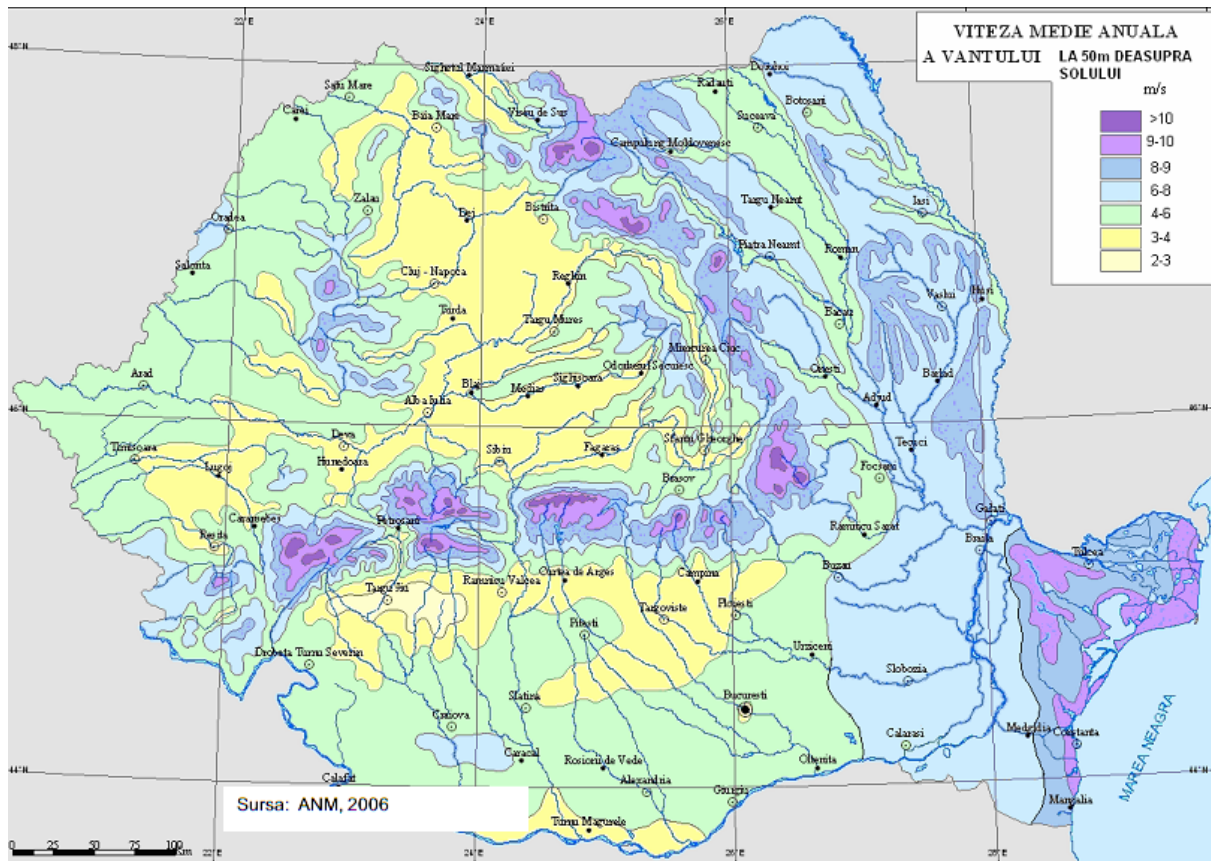 22°E
24°E
26°E
VITEZA MEDIE ANUALA
A VANTULUI LA 50m DEASUPRA
SOLULUI
m/s
>10
9-10
8-9
6-8
4-6
3-4
2-3
48°N
Sighetul Marmatiei
Dorohoi
Satu Mare
Radauti
Carei
Viseu de Sus
Botosani
Baia Mare
Suceava
Campulung Moldovenesc
Zalau
Dej
Bistrita
Targu Neamt
Iasi
Oradea
Piatra Neamt
Roman
Salonta
Cluj - Napoca
Reghin
Vaslui
Husi
Turda
Targu Mures
Bacau
Miercurea Ciuc
Arad
Odorheiul Secuiesc
Onesti
Blaj
Medias
Sighisoara
Barlad
Alba Iulia
Adjud
46°N
46°N
Deva
Sfantu Gheorghe
Tecuci
Timisoara
Hunedoara
Sibiu
Fagaras
Lugoj
Brasov
Focsani
Caransebes
Petrosani
Galati
Resita
Ramnicu Sarat
Braila
Tulcea
Targu Jiu
Ramnicu Valcea
Curtea de Arges
Campina
Buzau
Targoviste
Ploiesti
Pitesti
Drobeta Turnu Severin
Urziceni
Slobozia
Slatina
Bucuresti
Craiova
Medgidia
Constanta
Calarasi
Caracal
Rosiorii de Vede
Oltenita
MAREA NEAGRA
44°N
44°N
Calafat
Alexandria
Giurgiu
Mangalia
Sursa: ANM, 2006
Turnu Magurele
0 25 50 75 100
Km
22°E
24°E
26°E
28°E